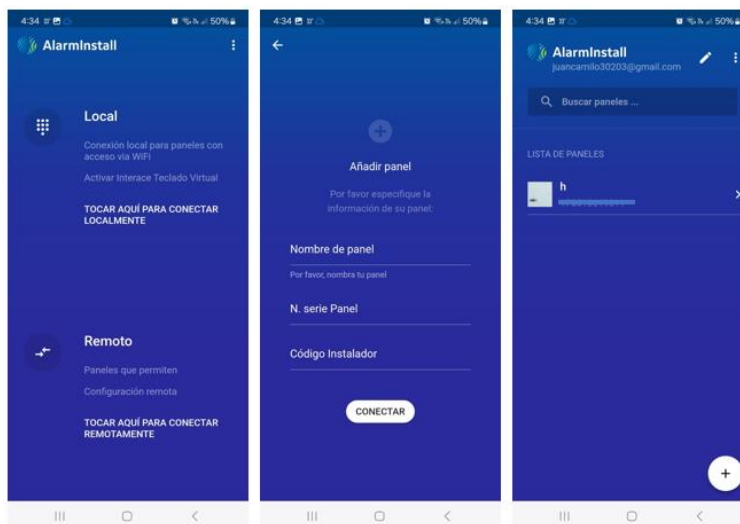 4:34
50%
AlarmInstall
Local
Conexión local para paneles con
acceso via WiFi
Activar Interace Teclado Virtual
TOCAR AQUÍ PARA CONECTAR
LOCALMENTE
Remoto
Paneles que permiten
Configuración remota
TOCAR AQUÍ PARA CONECTAR
REMOTAMENTE
4:34
50%
Añadir panel
Por favor especifique la
información de su panel:
Nombre de panel
Por favor, nombra tu panel
N. serie Panel
Código Instalador
CONECTAR
4:34
50%
AlarmInstall
juancamilo30203@gmail.com
Buscar paneles ...
LISTA DE PANELES
h